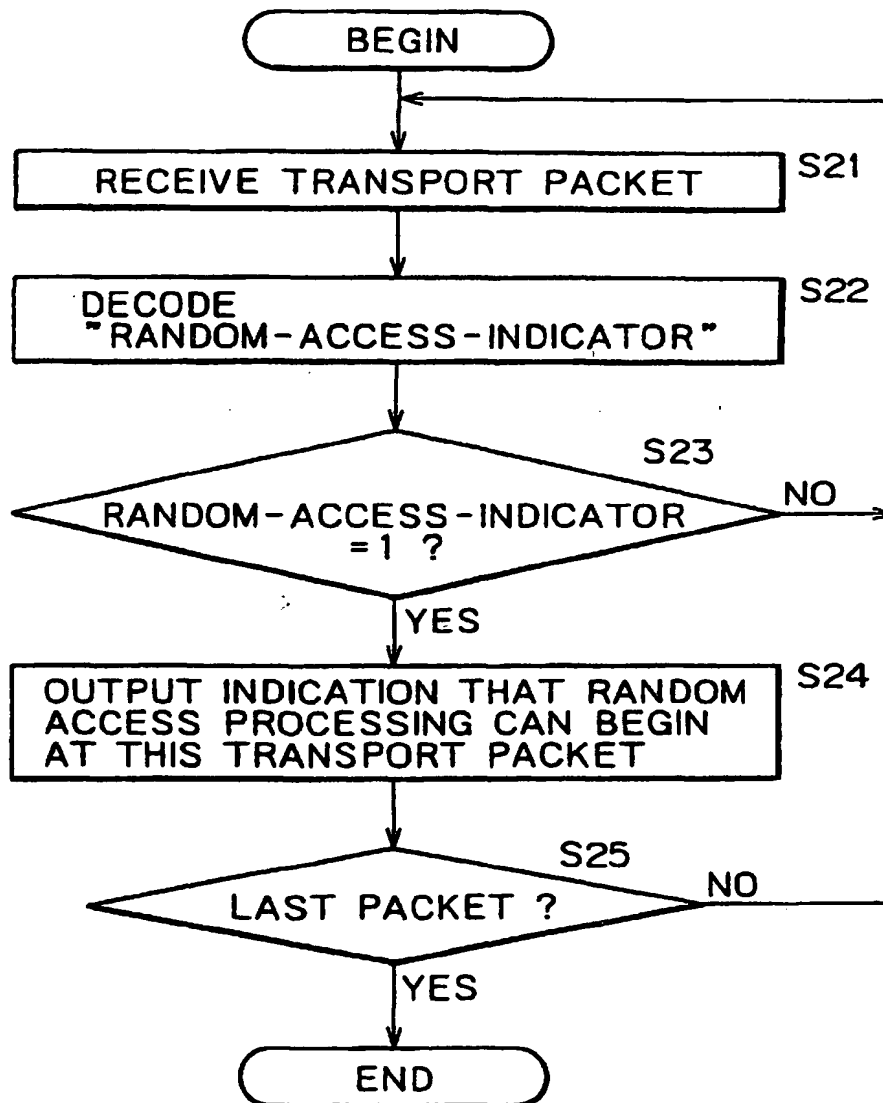 BEGIN
RECEIVE TRANSPORT PACKET
S21
DECODE
"RANDOM-ACCESS-INDICATOR"
S22
S23
RANDOM-ACCESS-INDICATOR
=1 ?
NO
YES
OUTPUT INDICATION THAT RANDOM
ACCESS PROCESSING CAN BEGIN
AT THIS TRANSPORT PACKET
S24
S25
LAST PACKET ?
NO
YES
END